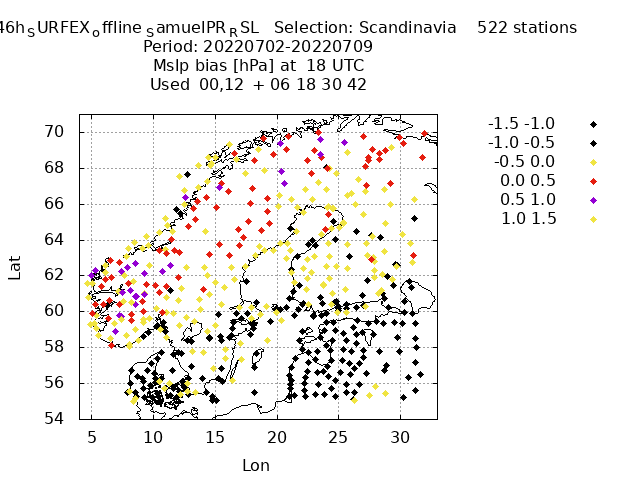 46h SURFEXoffline SamuelPRRSL Selection: Scandinavia 522 stations
Period: 20220702-20220709
Mslp bias [hPa] at 18 UTC
Used 00,12 + 06 18 30 42
-1.5 -1.0
-1.0 -0.5
-0.5 0.0
0.0 0.5
0.5 1.0
1.0 1.5
70
68
66
64
62
60
58
56
54
Lat
5 10 15 20 25 30
Lon